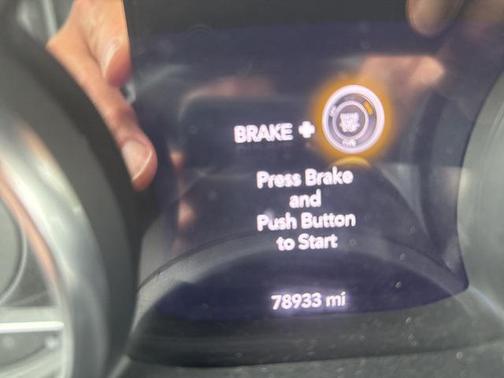 BRAKE +
Press Brake
and
Push Button
to Start
78933 mi